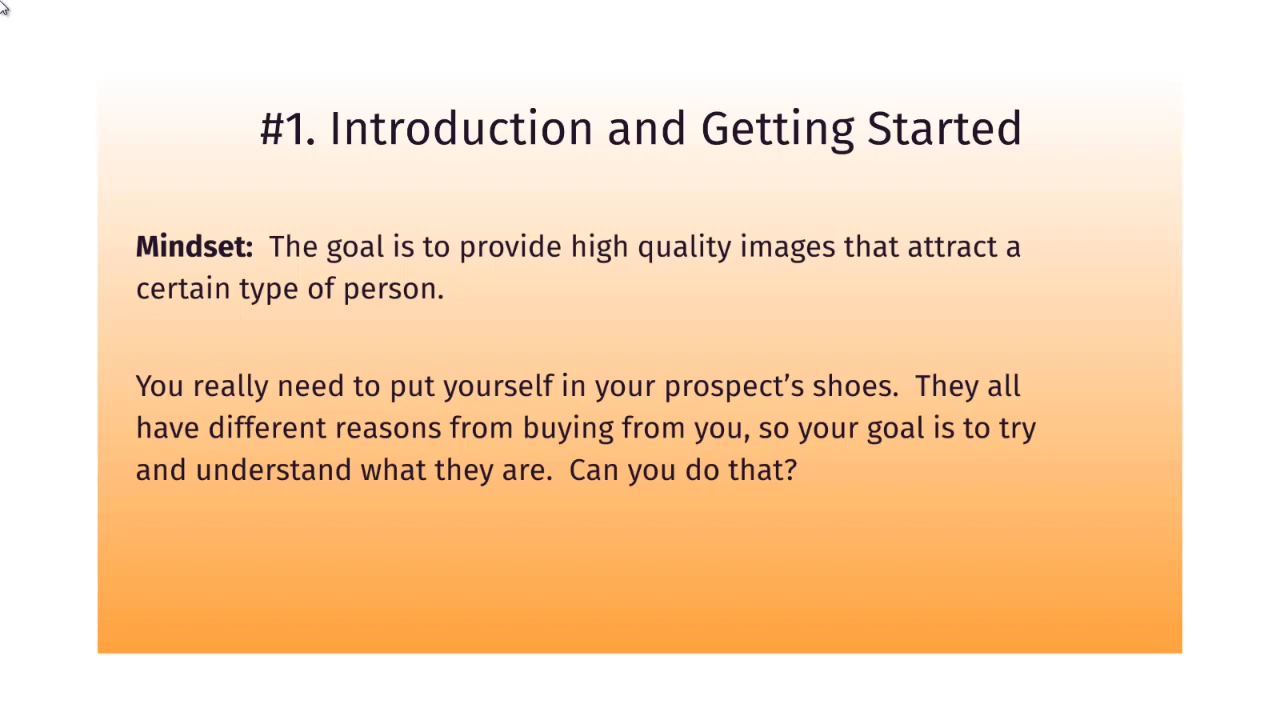 #1. Introduction and Getting Started
Mindset:  The goal is to provide high quality images that attract a
certain type of person.
You really need to put yourself in your prospect’s shoes.  They all
have different reasons from buying from you, so your goal is to try
and understand what they are.  Can you do that?